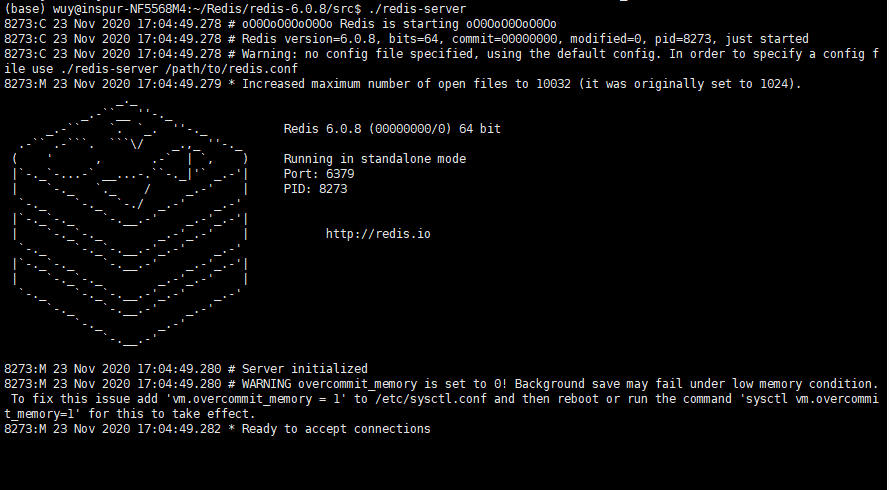 (base) wuy@inspur-NF5568M4:~/Redis/redis-6.0.8/src$ ./redis-server
8273:C 23 Nov 2020 17:04:49.278 # oO0OoO0OoO0Oo Redis is starting oO0OoO0OoO0Oo
8273:C 23 Nov 2020 17:04:49.278 # Redis version=6.0.8, bits=64, commit=00000000, modified=0, pid=8273, just started
8273:C 23 Nov 2020 17:04:49.278 # Warning: no config file specified, using the default config. In order to specify a config f
ile use ./redis-server /path/to/redis.conf
8273:M 23 Nov 2020 17:04:49.279 * Increased maximum number of open files to 10032 (it was originally set to 1024).
Redis 6.0.8 (00000000/0) 64 bit
Running in standalone mode
Port: 6379
PID: 8273
http://redis.io
8273:M 23 Nov 2020 17:04:49.280 # Server initialized
8273:M 23 Nov 2020 17:04:49.280 # WARNING overcommit_memory is set to 0! Background save may fail under low memory condition.
To fix this issue add 'vm.overcommit_memory = 1' to /etc/sysctl.conf and then reboot or run the command 'sysctl vm.overcommi
t_memory=1' for this to take effect.
8273:M 23 Nov 2020 17:04:49.282 * Ready to accept connections